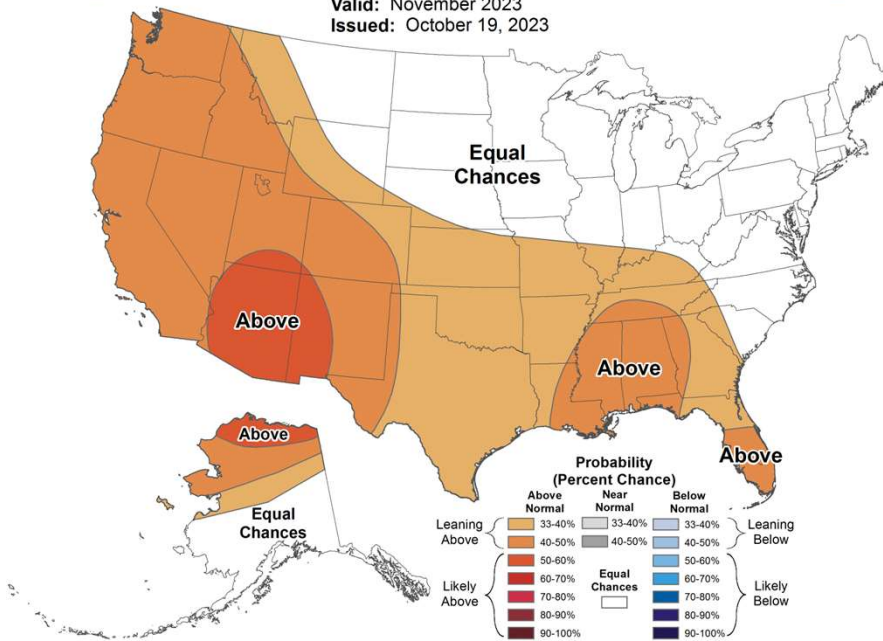 Valid: November 2023
Issued: October 19, 2023
Equal
Chances
Above
Above
Above
Above
Equal
Chances
Probability
(Percent Chance)
Above
Normal
Near
Normal
Below
Normal
Leaning
Above
33-40%
33-40%
33-40%
Leaning
Below
40-50%
40-50%
40-50%
Likely
Above
50-60%
50-60%
Likely
Below
60-70%
60-70%
70-80%
Equal
Chances
70-80%
80-90%
80-90%
90-100%
90-100%